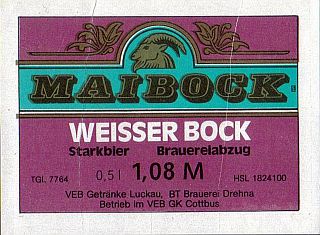 MAIBOCK
WEISSER BOCK
Starkbier Brauereiabzug
TGL 7764 0,5 l 1,08 M HSL 1824100
VEB Getränke Luckau, BT Brauerei Drehna
Betrieb im VEB GK Cottbus